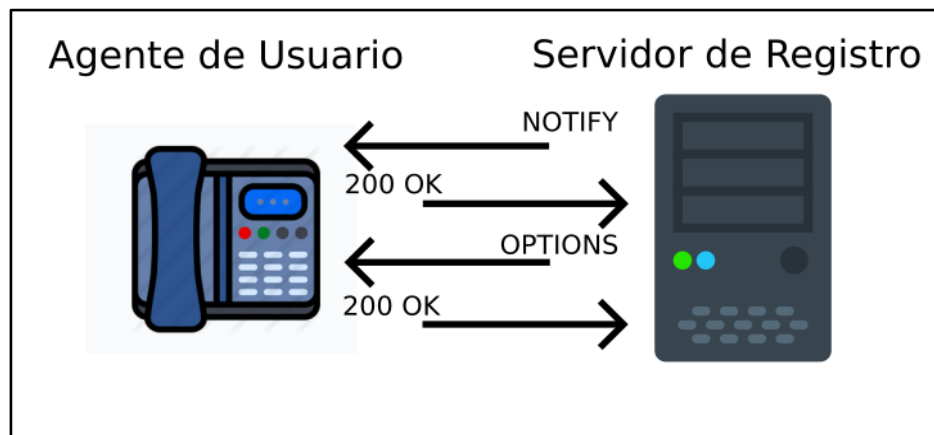 Agente de Usuario
Servidor de Registro
NOTIFY
200 OK
OPTIONS
200 OK